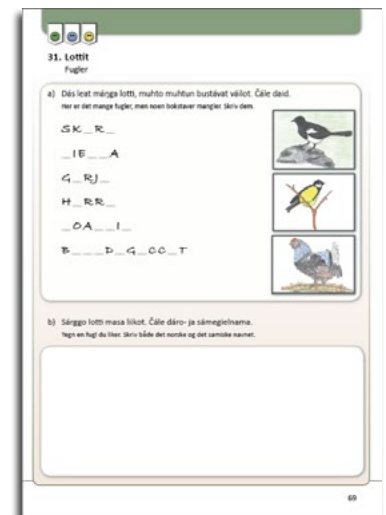 31. Lottit
Fugler
a) Dás leat máŋga lotti, muhto muhtun bustávat váilot. Čále daid.
Her er det mange fugler, men noen bokstaver mangler. Skriv dem.
SK_R_
_IE__A
G_RJ_
H_RR_
_OA__I_
B___D_G_CC_T
b) Sárggo lotti masa liikot. Čále dáro- ja sámegielnama.
Tegn en fugl du liker. Skriv både det norske og det samiske navnet.
69